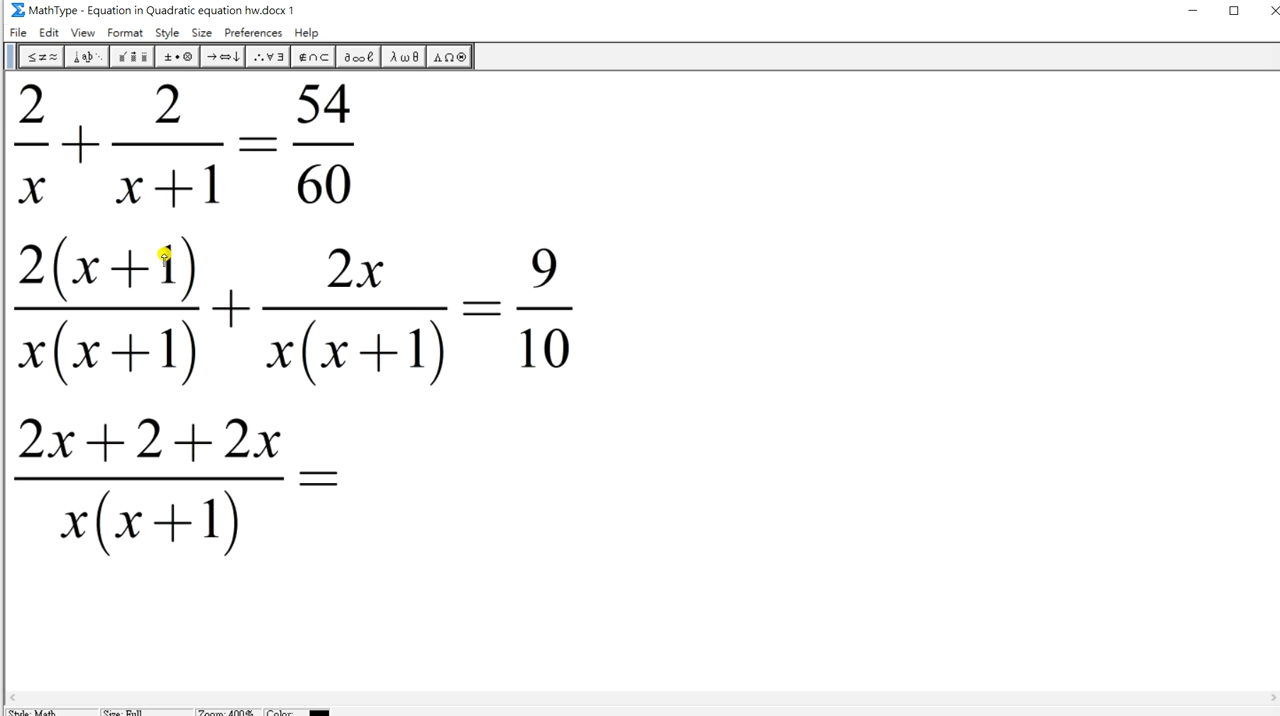 MathType - Equation in Quadratic equation hw.docx 1
File Edit View Format Style Size Preferences Help
≤≠≈ ±•⊗ →⇔↓ ∴∀∃ ∉∩⊂ ∂∞ℓ λωθ ΛΩ⊛
2/x + 2/(x+1) = 54/60
2(x+1)/x(x+1) + 2x/x(x+1) = 9/10
2x+2+2x/x(x+1) =
Style: Math Size: Full Zoom: 400% Color: